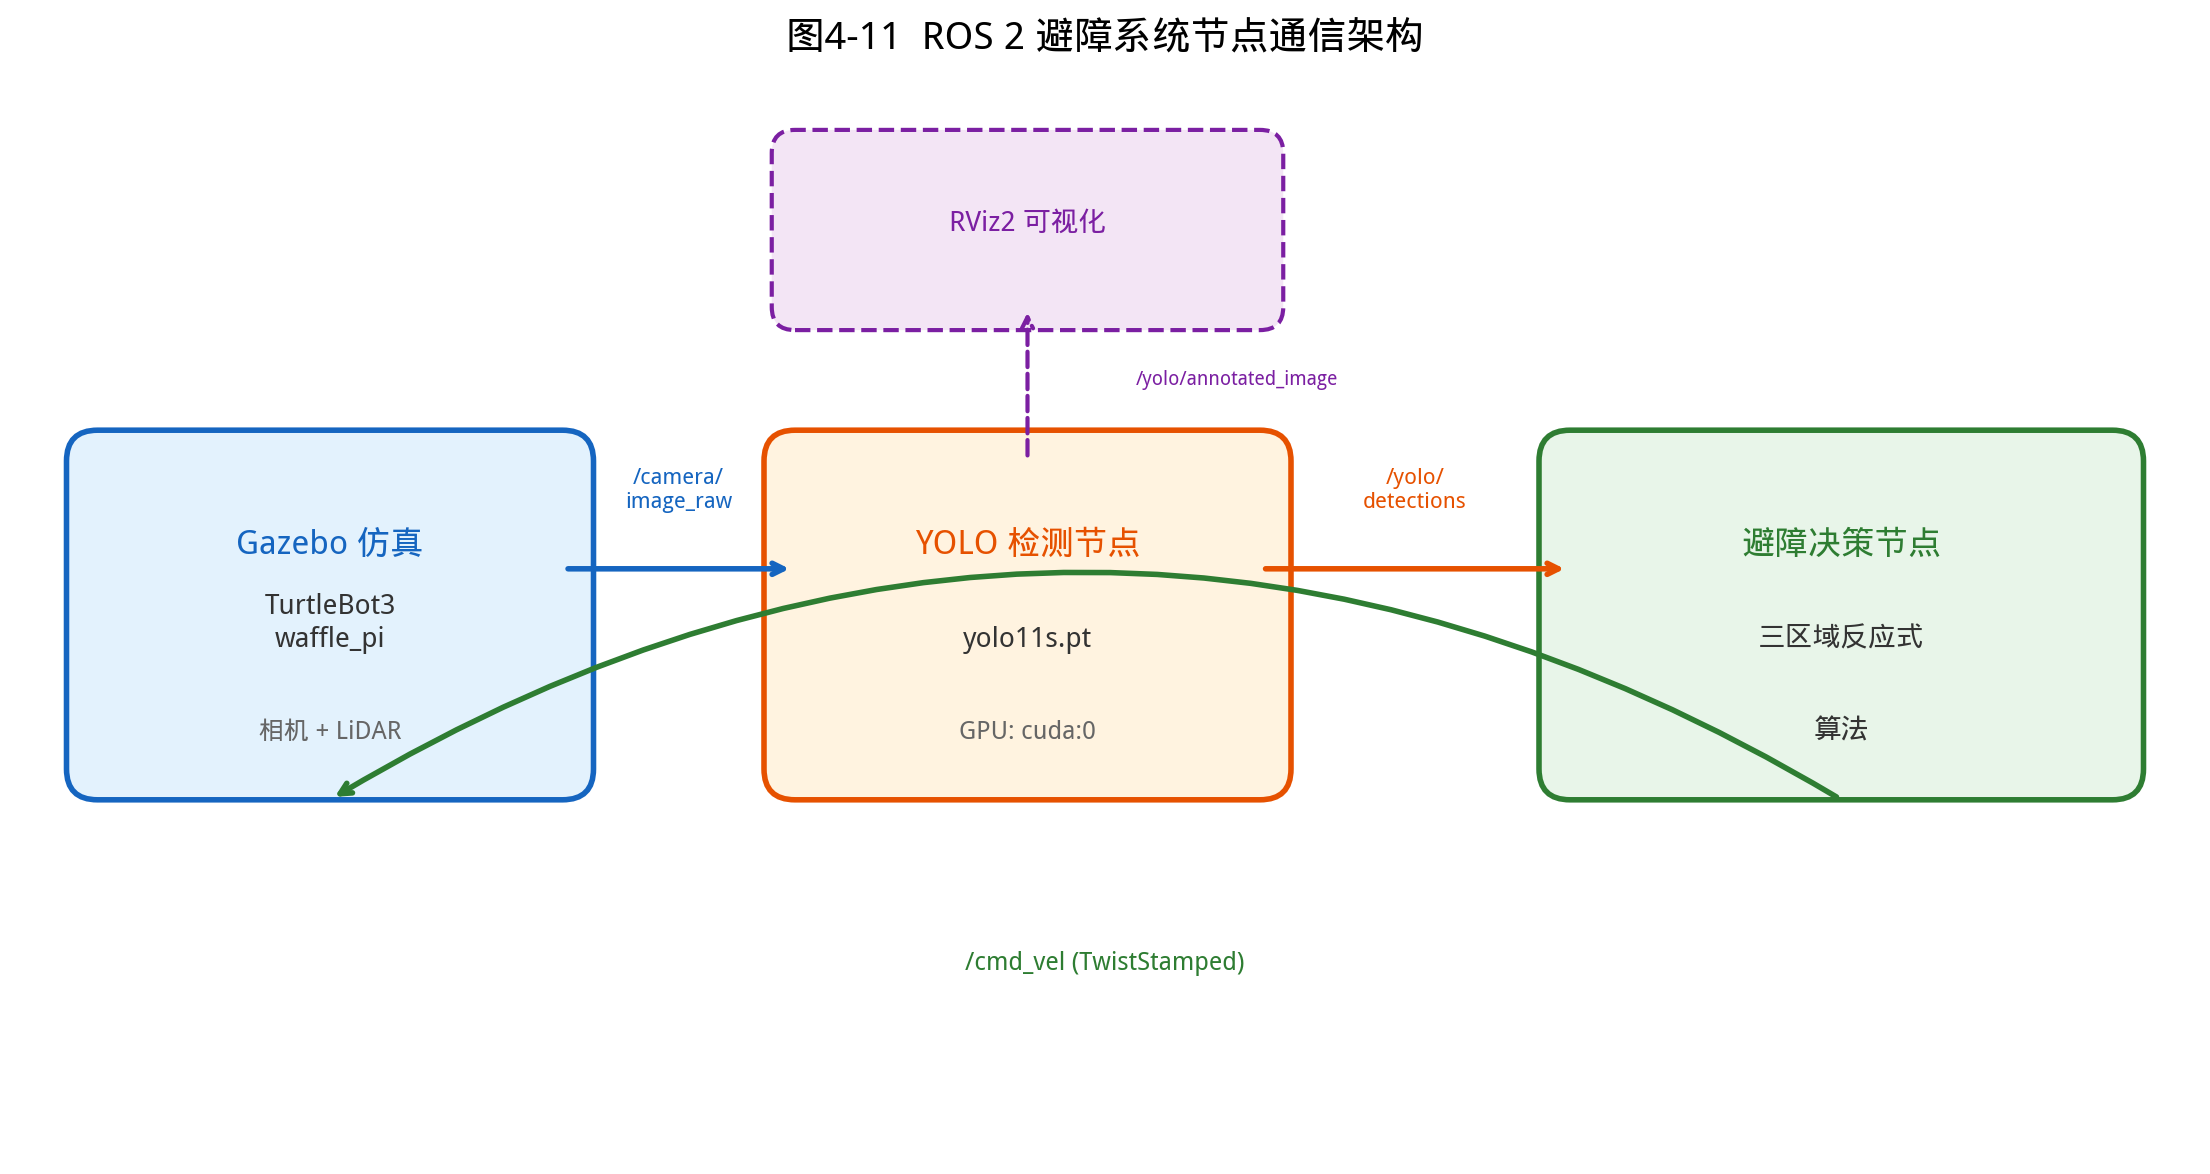 图4-11  ROS 2 避障系统节点通信架构
RViz2 可视化
/yolo/annotated_image
/camera/
image_raw
/yolo/
detections
Gazebo 仿真
TurtleBot3
waffle_pi
相机 + LiDAR
YOLO 检测节点
yolo11s.pt
GPU: cuda:0
避障决策节点
三区域反应式
算法
/cmd_vel (TwistStamped)